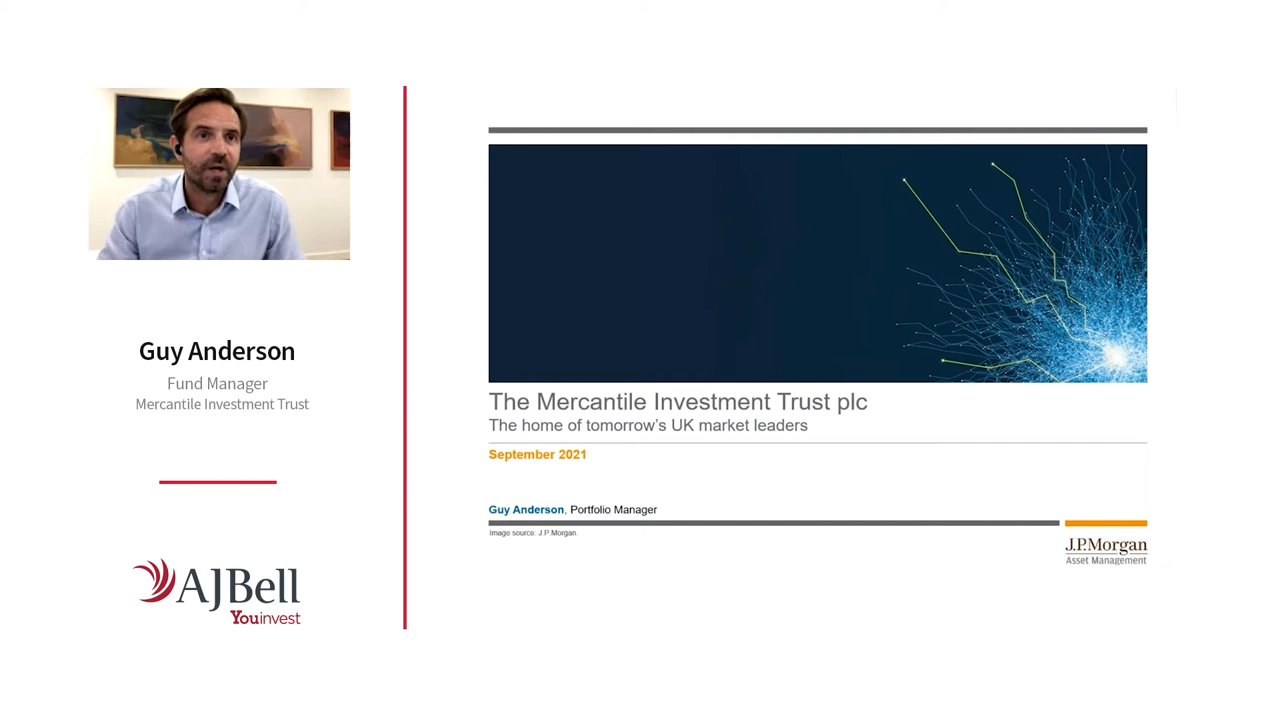 Guy Anderson
Fund Manager
Mercantile Investment Trust
AJBell
Youinvest
The Mercantile Investment Trust plc
The home of tomorrow's UK market leaders
September 2021
Guy Anderson, Portfolio Manager
Image source: J.P.Morgan.
J.P.Morgan
Asset Management